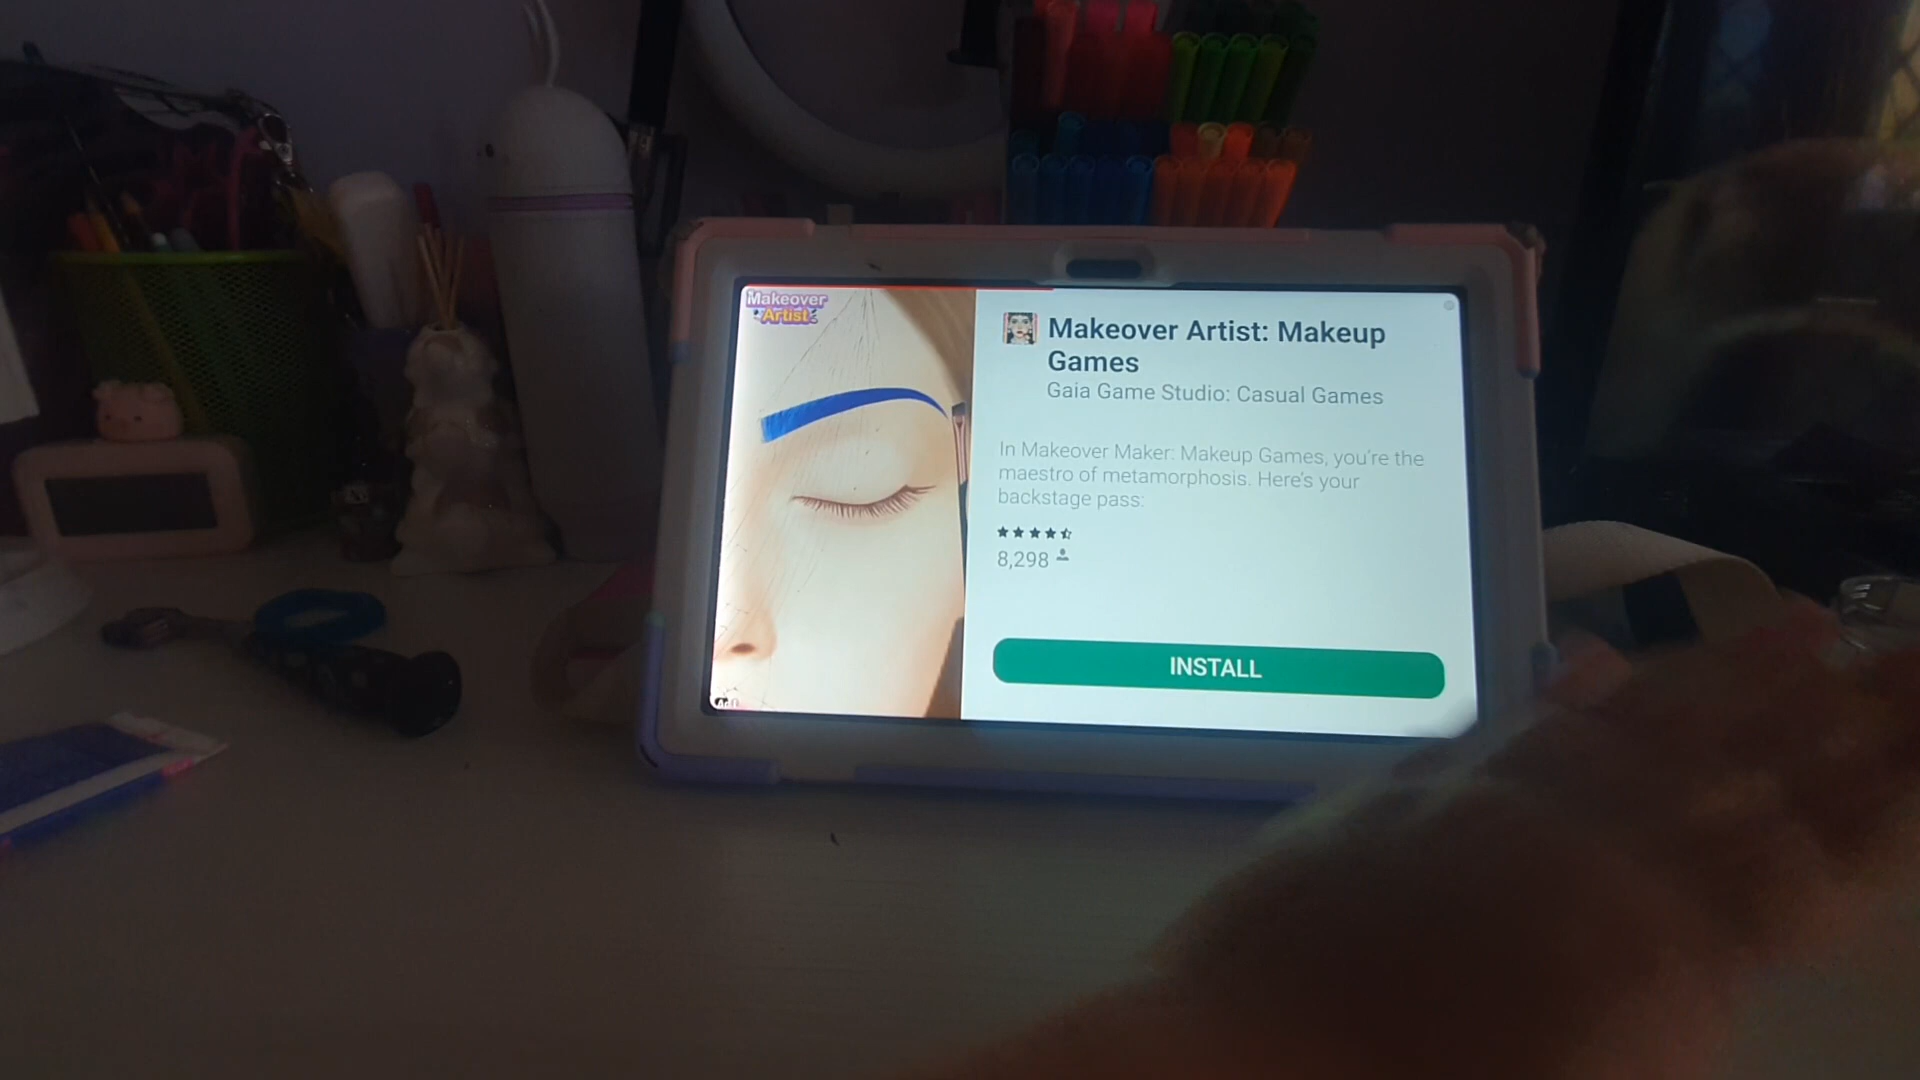 Makeover
Artist
Makeover Artist: Makeup
Games
Gaia Game Studio: Casual Games
In Makeover Maker: Makeup Games, you're the
maestro of metamorphosis. Here's your
backstage pass:
8,298
INSTALL
Ad